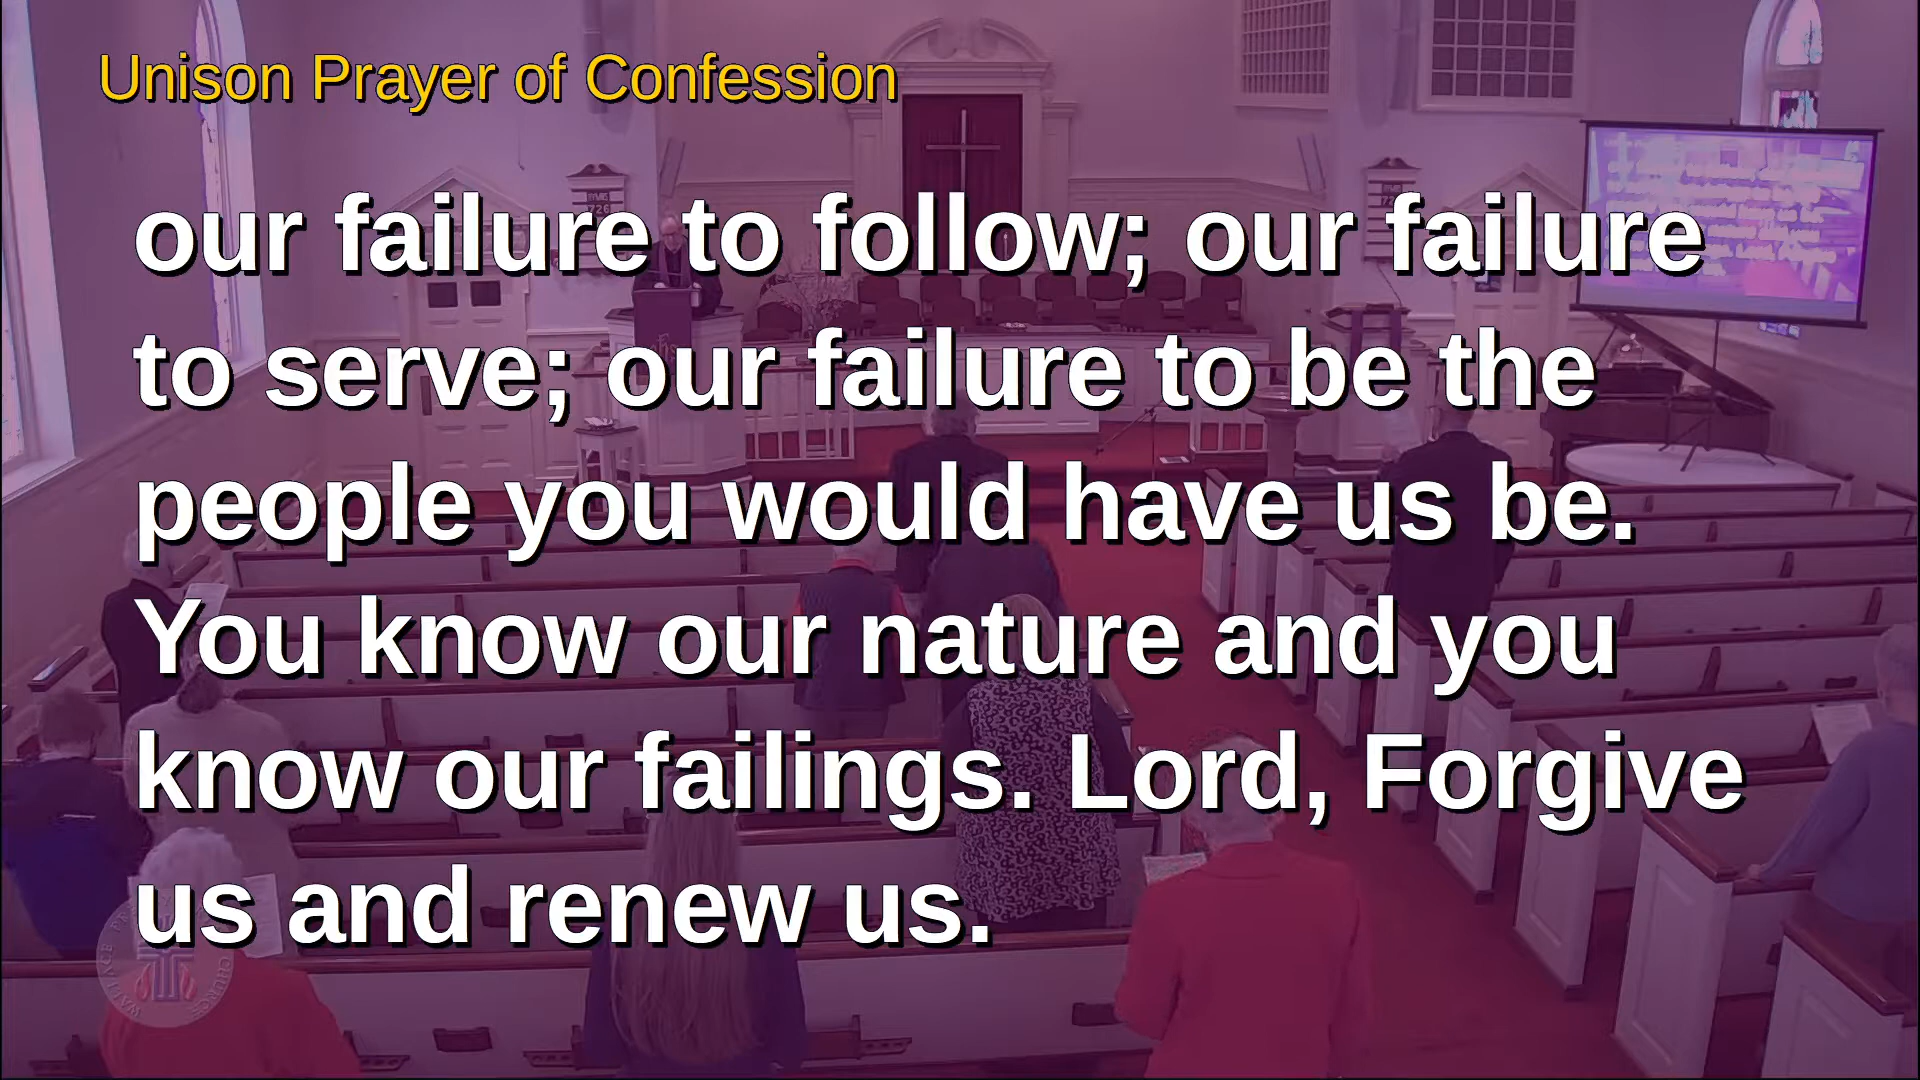 Unison Prayer of Confession
our failure to follow; our failure
to serve; our failure to be the
people you would have us be.
You know our nature and you
know our failings. Lord, Forgive
us and renew us.